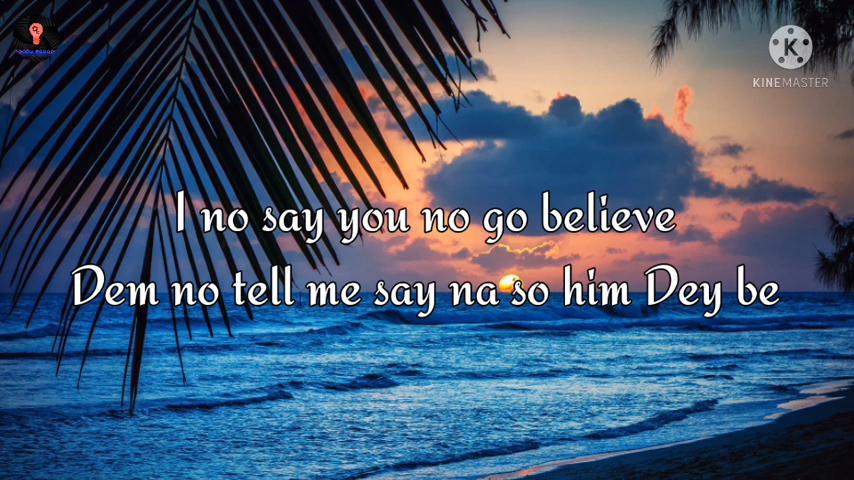 KINEMASTER
I no say you no go believe
Dem no tell me say na so him Dey be